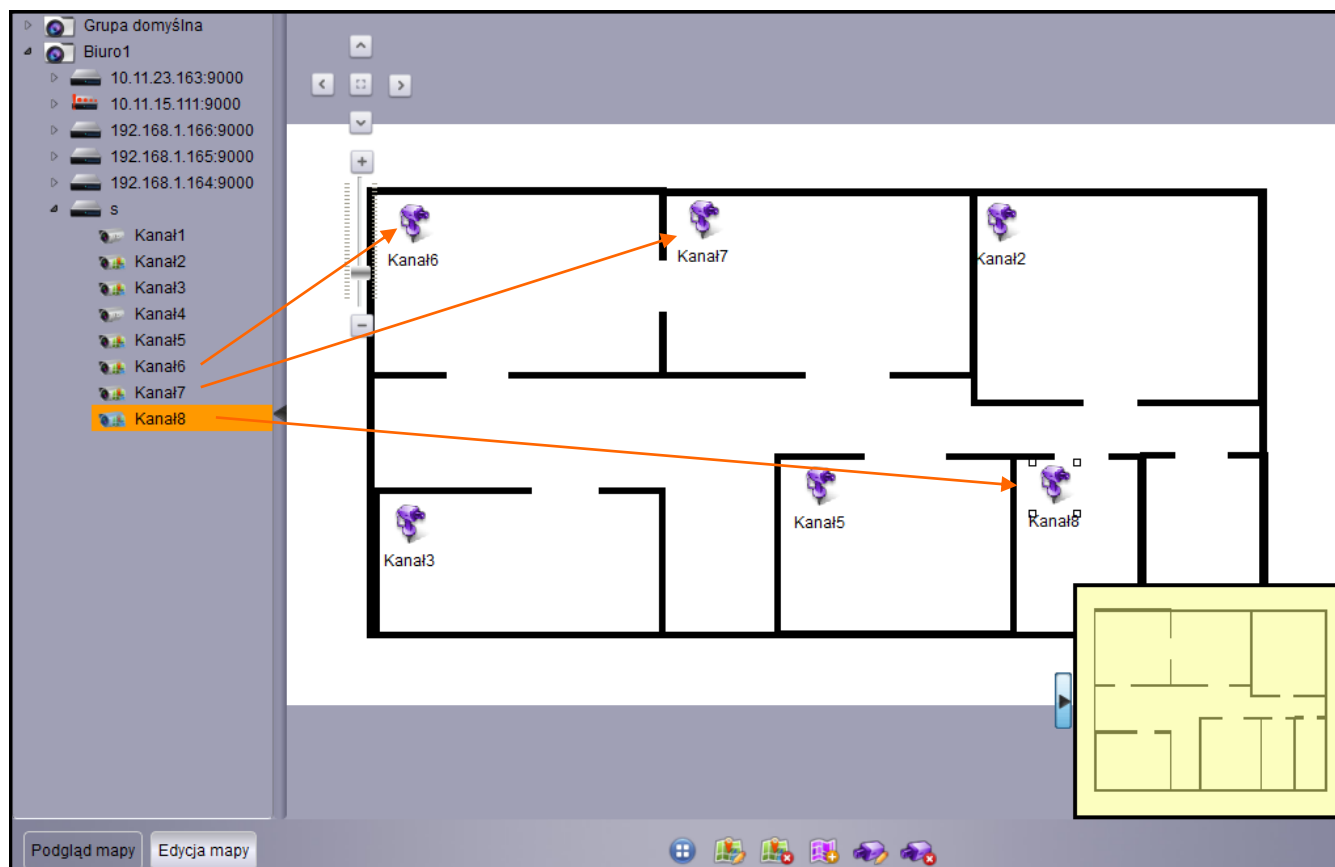 Grupa domyślna
Biuro1
10.11.23.163:9000
10.11.15.111:9000
192.168.1.166:9000
192.168.1.165:9000
192.168.1.164:9000
s
Kanał1
Kanał2
Kanał3
Kanał4
Kanał5
Kanał6
Kanał7
Kanał8
Kanał6
Kanał7
Kanał2
Kanał3
Kanał5
Kanał8
Podgląd mapy
Edycja mapy